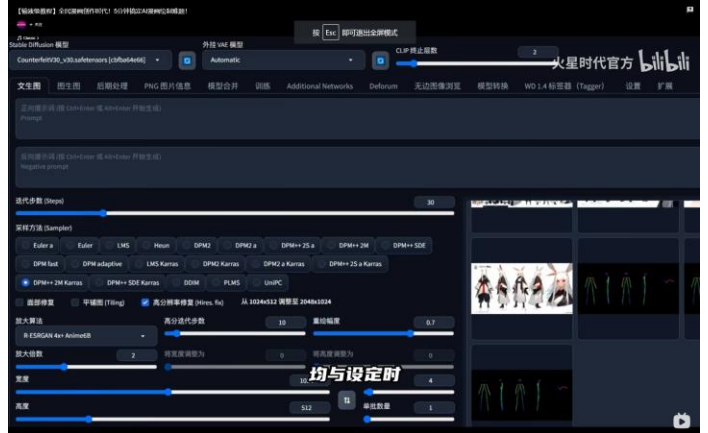 【喂饭级教程】全民漫画创作时代！5分钟搞定AI漫画绘制难题！
按 Esc 即可退出全屏模式
Stable Diffusion 模型
外挂 VAE 模型
CLIP 终止层数
2
CounterfeitV30_v30.safetensors [cbfba64e66]
Automatic
火星时代官方 bilibili
文生图 图生图 后期处理 PNG 图片信息 模型合并 训练 Additional Networks Deforum 无边图像浏览 模型转换 WD 1.4 标签器 (Tagger) 设置 扩展
正向提示词 (按 Ctrl+Enter 或 Alt+Enter 开始生成)
Prompt
反向提示词 (按 Ctrl+Enter 或 Alt+Enter 开始生成)
Negative prompt
迭代步数 (Steps)
30
采样方法 (Sampler)
Euler a Euler LMS Heun DPM2 DPM2 a DPM++ 2S a DPM++ 2M DPM++ SDE
DPM fast DPM adaptive LMS Karras DPM2 Karras DPM2 a Karras DPM++ 2S a Karras
DPM++ 2M Karras DPM++ SDE Karras DDIM PLMS UniPC
面部修复 平铺图 (Tiling) 高分辨率修复 (Hires. fix) 从 1024x512 调整至 2048x1024
放大算法 高分迭代步数 10 重绘幅度 0.7
R-ESRGAN 4x+ Anime6B
放大倍数 2 将宽度调整为 0 将高度调整为 0
均与设定时
宽度 4
高度 512 单批数量 1